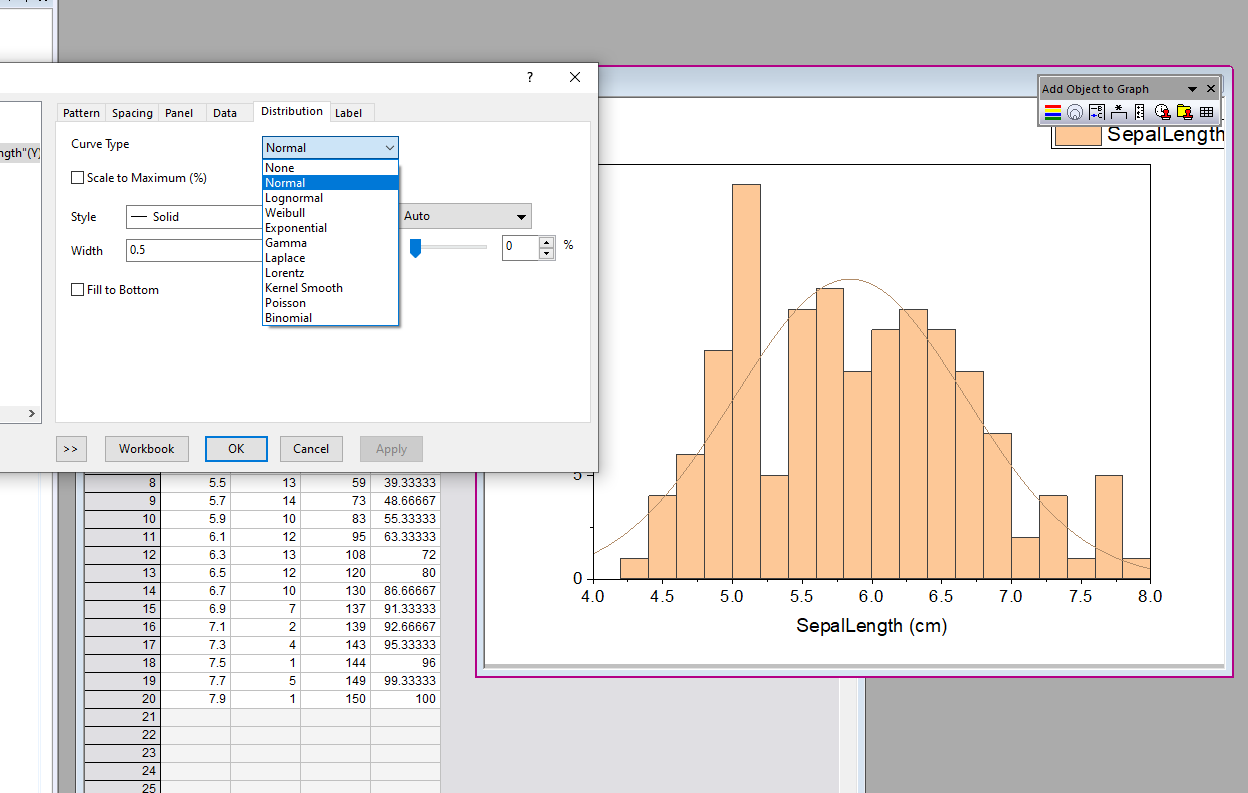 ?
Add Object to Graph
Pattern Spacing Panel Data Distribution Label
SepalLength
Curve Type Normal
ngth"(Y)
None
Scale to Maximum (%)
Normal
Lognormal
Weibull
Style Solid Auto
Exponential
Gamma
Width 0.5 0 %
Laplace
Lorentz
Kernel Smooth
Fill to Bottom
Poisson
Binomial
>> Workbook OK Cancel Apply
5
8 5.5 13 59 39.33333
9 5.7 14 73 48.66667
10 5.9 10 83 55.33333
11 6.1 12 95 63.33333
12 6.3 13 108 72
13 6.5 12 120 80
14 6.7 10 130 86.66667
15 6.9 7 137 91.33333
16 7.1 2 139 92.66667
17 7.3 4 143 95.33333
18 7.5 1 144 96
19 7.7 5 149 99.33333
20 7.9 1 150 100
21
22
23
24
25
0
4.0 4.5 5.0 5.5 6.0 6.5 7.0 7.5 8.0
SepalLength (cm)